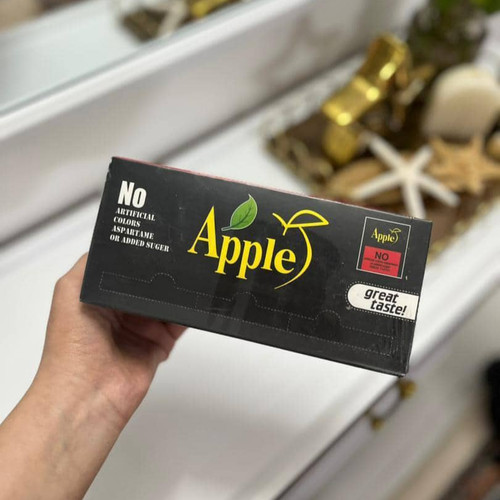 No
ARTIFICIAL
COLORS
ASPARTAME
OR ADDED SUGER
Apple
Apple
NO
great
taste!